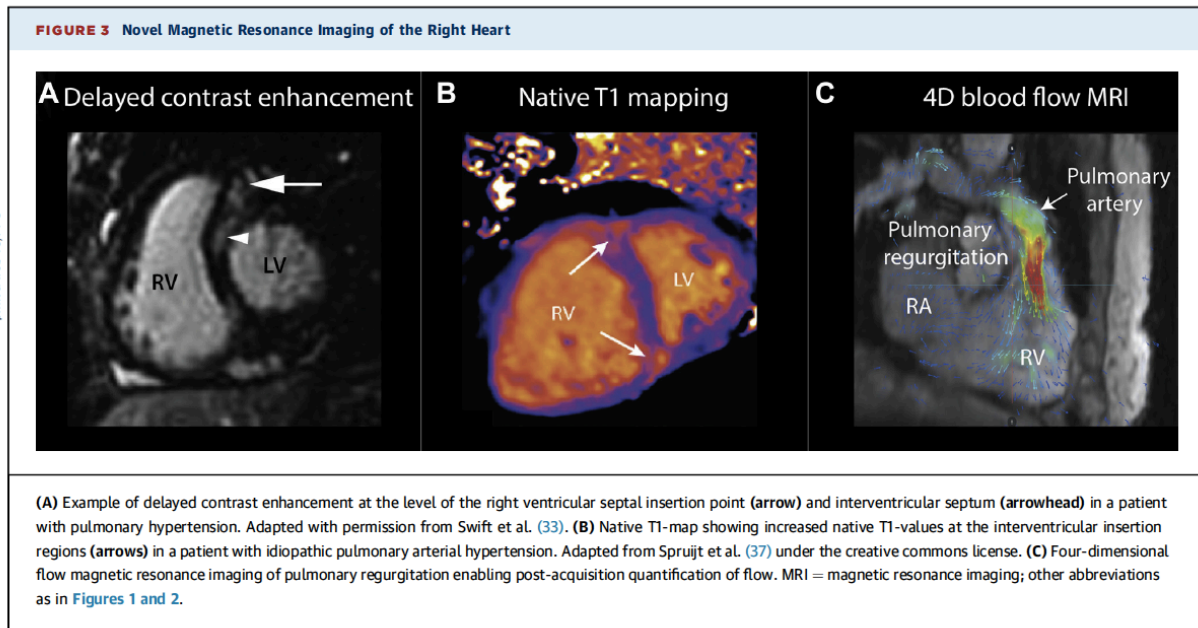 FIGURE 3 Novel Magnetic Resonance Imaging of the Right Heart
A Delayed contrast enhancement
RV
LV
B Native T1 mapping
RV
LV
C 4D blood flow MRI
Pulmonary
artery
Pulmonary
regurgitation
RA
RV
(A) Example of delayed contrast enhancement at the level of the right ventricular septal insertion point (arrow) and interventricular septum (arrowhead) in a patient
with pulmonary hypertension. Adapted with permission from Swift et al. (33). (B) Native T1-map showing increased native T1-values at the interventricular insertion
regions (arrows) in a patient with idiopathic pulmonary arterial hypertension. Adapted from Spruijt et al. (37) under the creative commons license. (C) Four-dimensional
flow magnetic resonance imaging of pulmonary regurgitation enabling post-acquisition quantification of flow. MRI = magnetic resonance imaging; other abbreviations
as in Figures 1 and 2.